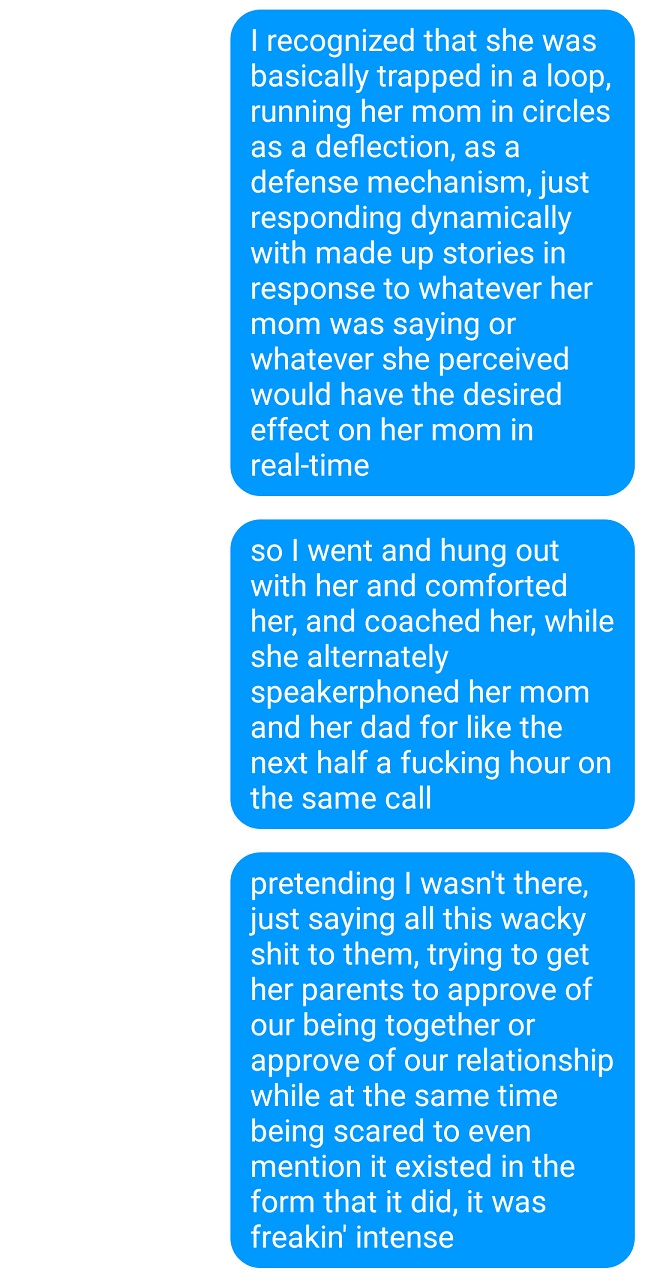 I recognized that she was
basically trapped in a loop,
running her mom in circles
as a deflection, as a
defense mechanism, just
responding dynamically
with made up stories in
response to whatever her
mom was saying or
whatever she perceived
would have the desired
effect on her mom in
real-time
so I went and hung out
with her and comforted
her, and coached her, while
she alternately
speakerphoned her mom
and her dad for like the
next half a fucking hour on
the same call
pretending I wasn't there,
just saying all this wacky
shit to them, trying to get
her parents to approve of
our being together or
approve of our relationship
while at the same time
being scared to even
mention it existed in the
form that it did, it was
freakin' intense